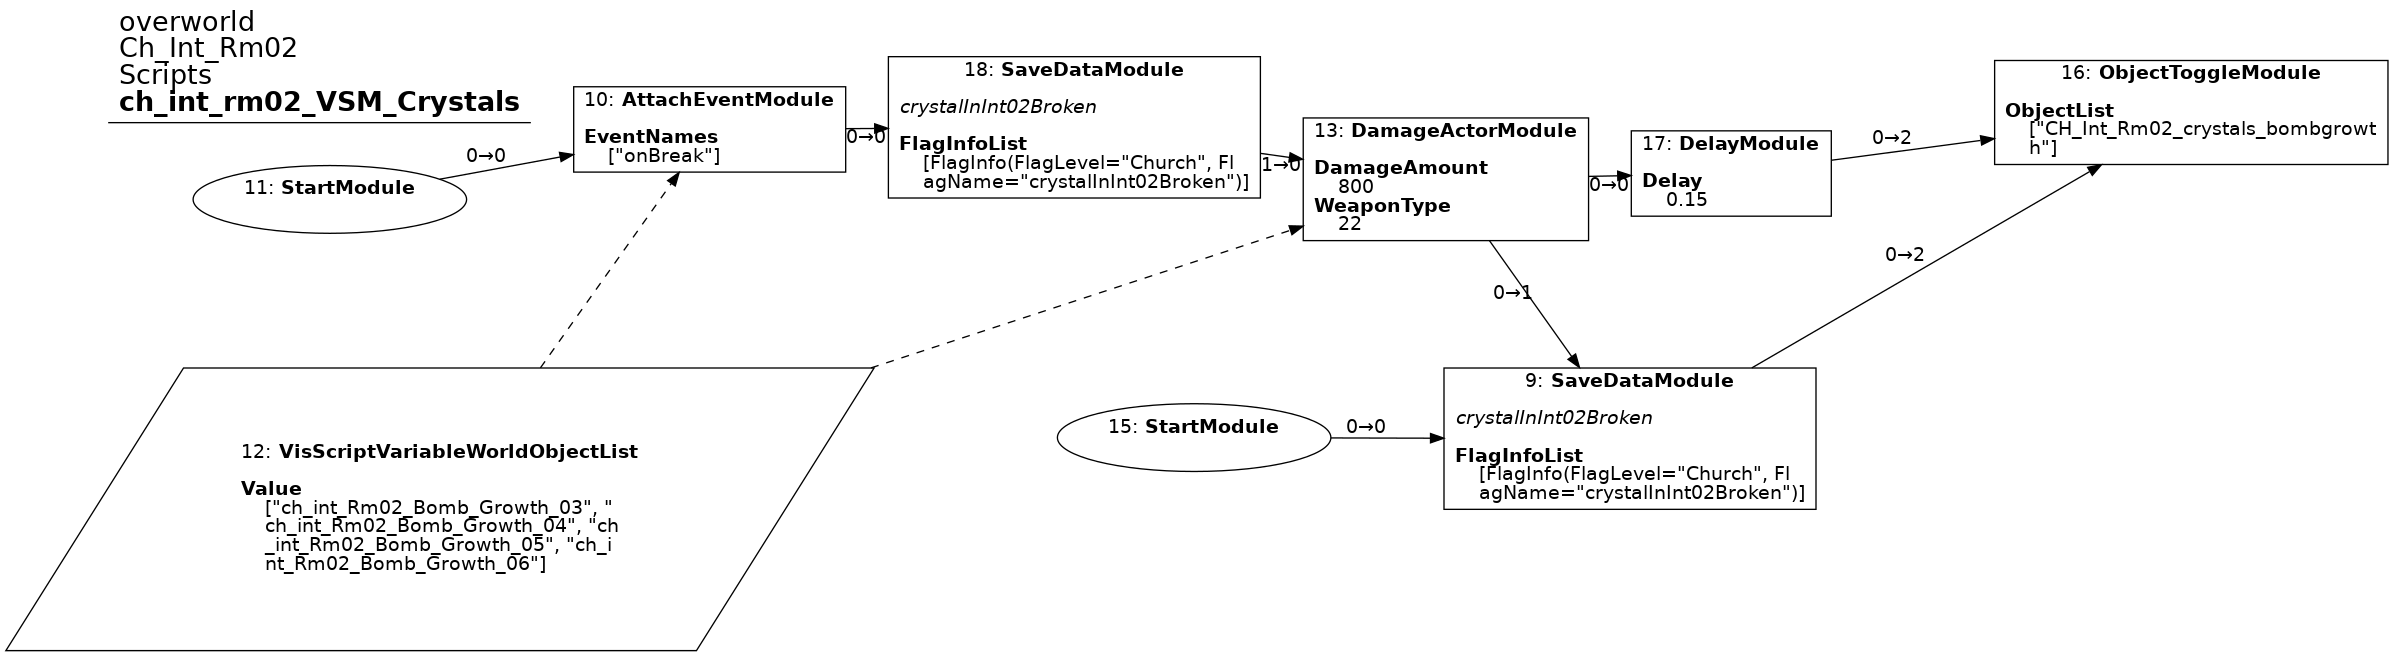 overworld
Ch_Int_Rm02
Scripts
ch_int_rm02_VSM_Crystals
11: StartModule
0→0
10: AttachEventModule
EventNames
["onBreak"]
0→0
18: SaveDataModule
crystalInInt02Broken
FlagInfoList
[FlagInfo(FlagLevel="Church", Fl
agName="crystalInInt02Broken")]
1→0
13: DamageActorModule
DamageAmount
800
WeaponType
22
0→0
17: DelayModule
Delay
0.15
0→2
16: ObjectToggleModule
ObjectList
["CH_Int_Rm02_crystals_bombgrowt
h"]
0→2
0→1
12: VisScriptVariableWorldObjectList
Value
["ch_int_Rm02_Bomb_Growth_03", "
ch_int_Rm02_Bomb_Growth_04", "ch
_int_Rm02_Bomb_Growth_05", "ch_i
nt_Rm02_Bomb_Growth_06"]
15: StartModule
0→0
9: SaveDataModule
crystalInInt02Broken
FlagInfoList
[FlagInfo(FlagLevel="Church", Fl
agName="crystalInInt02Broken")]